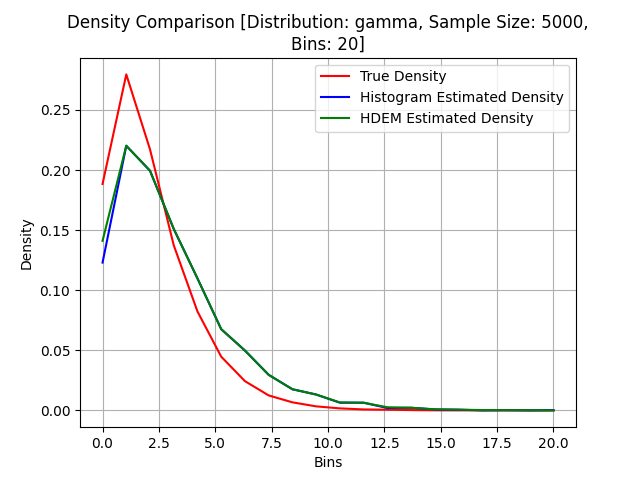 Density Comparison [Distribution: gamma, Sample Size: 5000,
Bins: 20]
True Density
Histogram Estimated Density
HDEM Estimated Density
Density
0.25
0.20
0.15
0.10
0.05
0.00
0.0 2.5 5.0 7.5 10.0 12.5 15.0 17.5 20.0
Bins